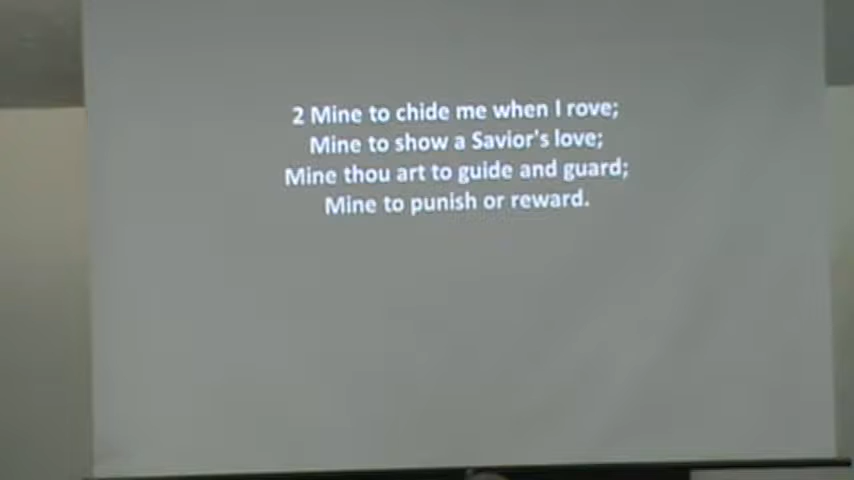 2 Mine to chide me when I rove;
Mine to show a Savior's love;
Mine thou art to guide and guard;
Mine to punish or reward.